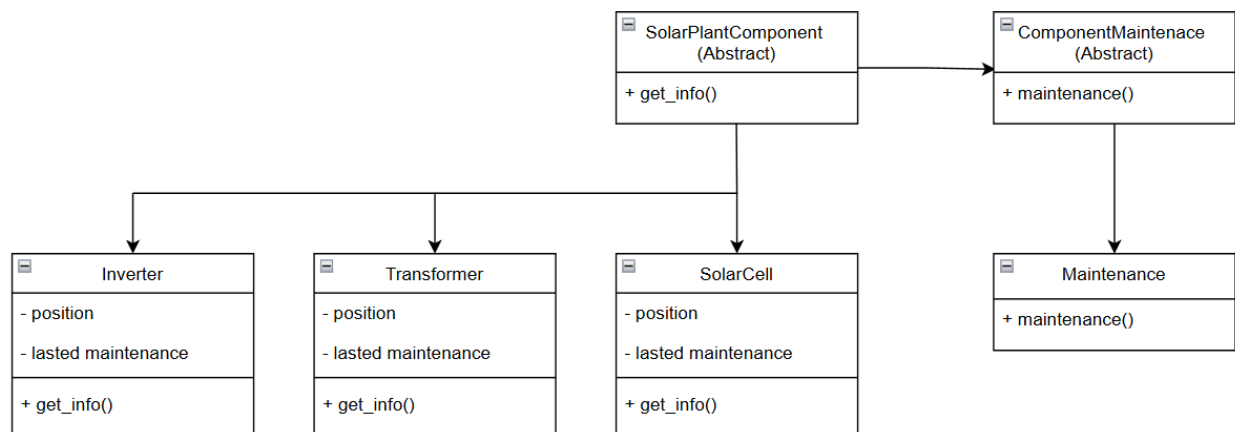 SolarPlantComponent
(Abstract)
+ get_info()
ComponentMaintenace
(Abstract)
+ maintenance()
Inverter
- position
- lasted maintenance
+ get_info()
Transformer
- position
- lasted maintenance
+ get_info()
SolarCell
- position
- lasted maintenance
+ get_info()
Maintenance
+ maintenance()